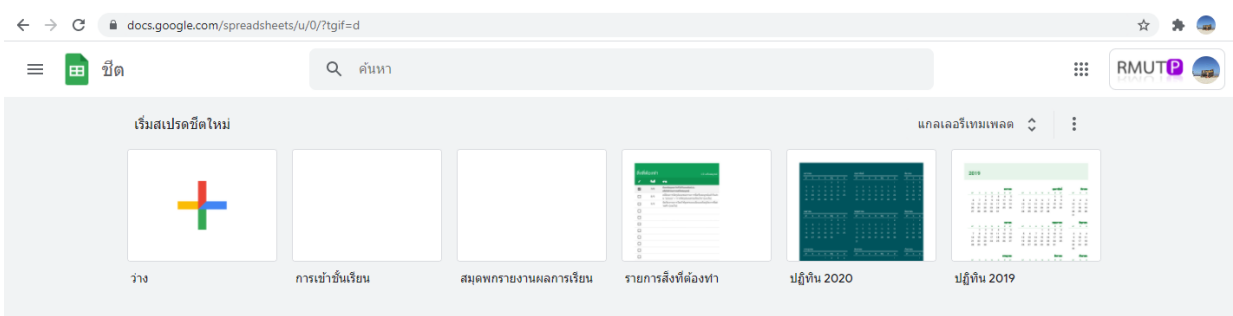 docs.google.com/spreadsheets/u/0/?tgif=d
ชีต
ค้นหา
RMUTP
เริ่มสเปรดชีตใหม่
แกลเลอรีเทมเพลต
2019
ว่าง
การเข้าชั้นเรียน
สมุดพกรายงานผลการเรียน
รายการสิ่งที่ต้องทำ
ปฏิทิน 2020
ปฏิทิน 2019